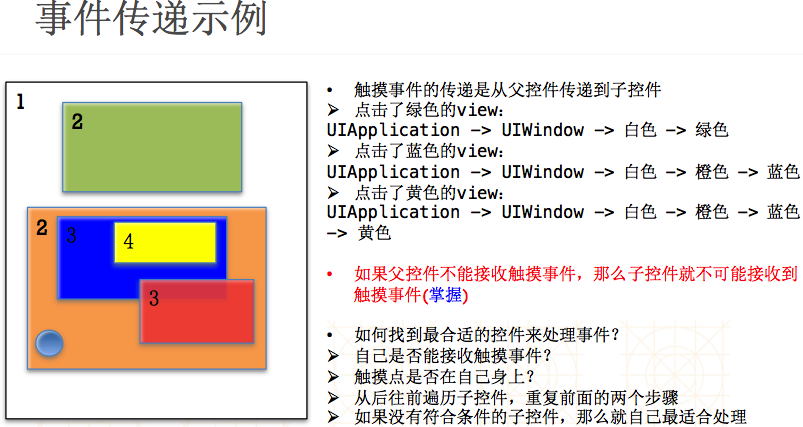 事件传递示例
1
2
2
3
4
3
• 触摸事件的传递是从父控件传递到子控件
➢ 点击了绿色的view：
UIApplication -> UIWindow -> 白色 -> 绿色
➢ 点击了蓝色的view：
UIApplication -> UIWindow -> 白色 -> 橙色 -> 蓝色
➢ 点击了黄色的view：
UIApplication -> UIWindow -> 白色 -> 橙色 -> 蓝色
-> 黄色
• 如果父控件不能接收触摸事件，那么子控件就不可能接收到
触摸事件(掌握)
• 如何找到最合适的控件来处理事件？
➢ 自己是否能接收触摸事件？
➢ 触摸点是否在自己身上？
➢ 从后往前遍历子控件，重复前面的两个步骤
➢ 如果没有符合条件的子控件，那么就自己最适合处理